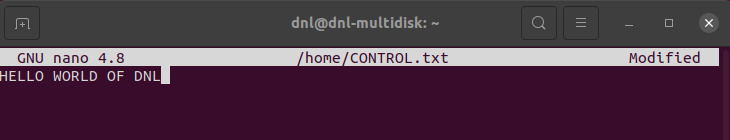 dnl@dnl-multidisk: ~
GNU nano 4.8 /home/CONTROL.txt Modified
HELLO WORLD OF DNL